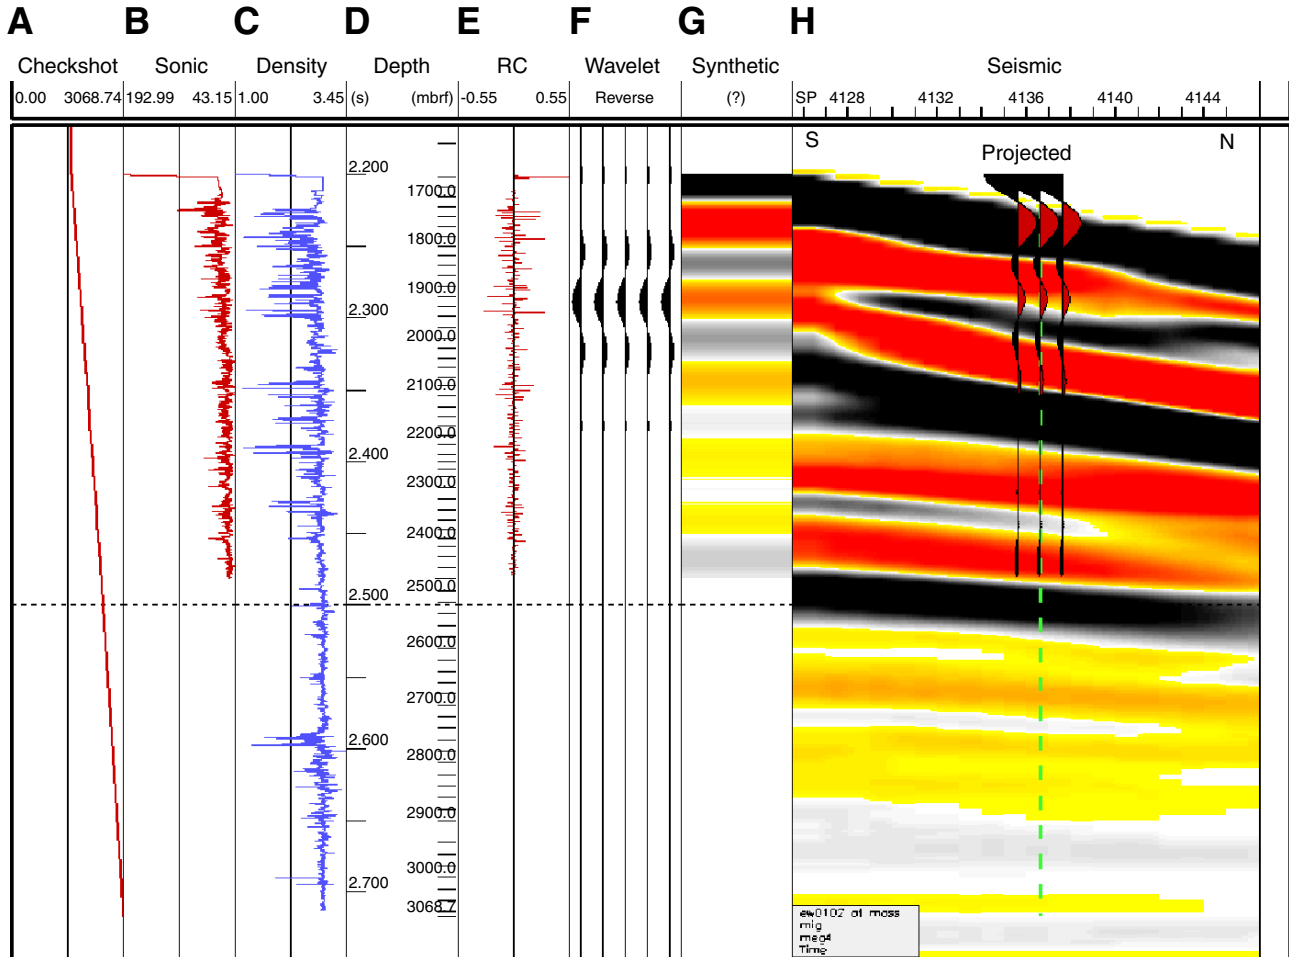 A B C D E F G H
Checkshot Sonic Density Depth RC Wavelet Synthetic Seismic
0.00 3068.74 192.99 43.15 1.00 3.45 (s) (mbrf) -0.55 0.55 Reverse (?) SP 4128 4132 4136 4140 4144
S N
Projected
2.200
1700.0
1800.0
1900.0
2.300
2000.0
2100.0
2200.0
2.400
2300.0
2400.0
2500.0
2.500
2600.0
2700.0
2.600
2800.0
2900.0
3000.0
2.700
3068.7
ew0102 of moss
mig
meg4
Time